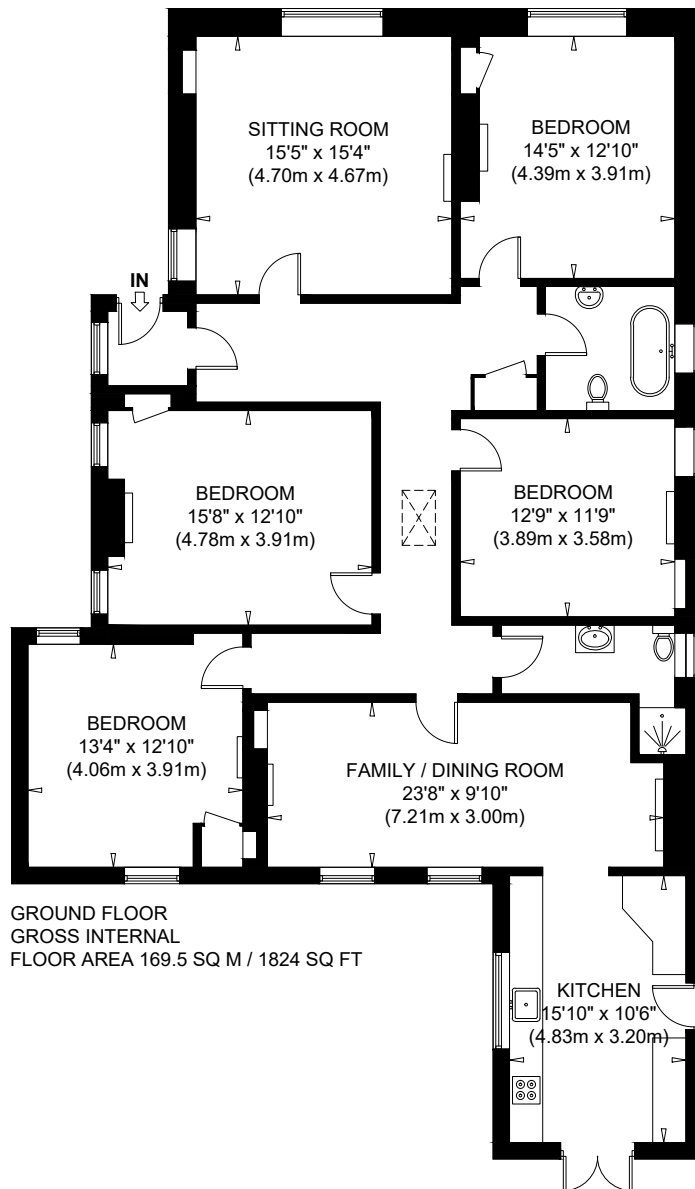 SITTING ROOM
15'5" x 15'4"
(4.70m x 4.67m)
BEDROOM
14'5" x 12'10"
(4.39m x 3.91m)
IN
BEDROOM
15'8" x 12'10"
(4.78m x 3.91m)
BEDROOM
12'9" x 11'9"
(3.89m x 3.58m)
BEDROOM
13'4" x 12'10"
(4.06m x 3.91m)
FAMILY / DINING ROOM
23'8" x 9'10"
(7.21m x 3.00m)
GROUND FLOOR
GROSS INTERNAL
FLOOR AREA 169.5 SQ M / 1824 SQ FT
KITCHEN
15'10" x 10'6"
(4.83m x 3.20m)